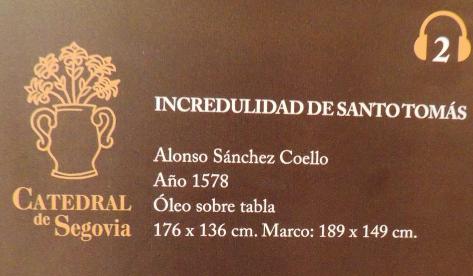 2
INCREDULIDAD DE SANTO TOMÁS
Alonso Sánchez Coello
Año 1578
Óleo sobre tabla
176 x 136 cm. Marco: 189 x 149 cm.
CATEDRAL
de Segovia